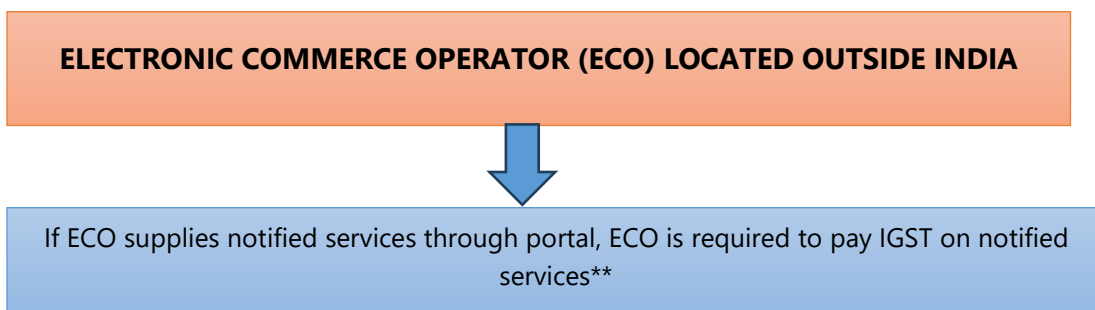 ELECTRONIC COMMERCE OPERATOR (ECO) LOCATED OUTSIDE INDIA
If ECO supplies notified services through portal, ECO is required to pay IGST on notified
services**